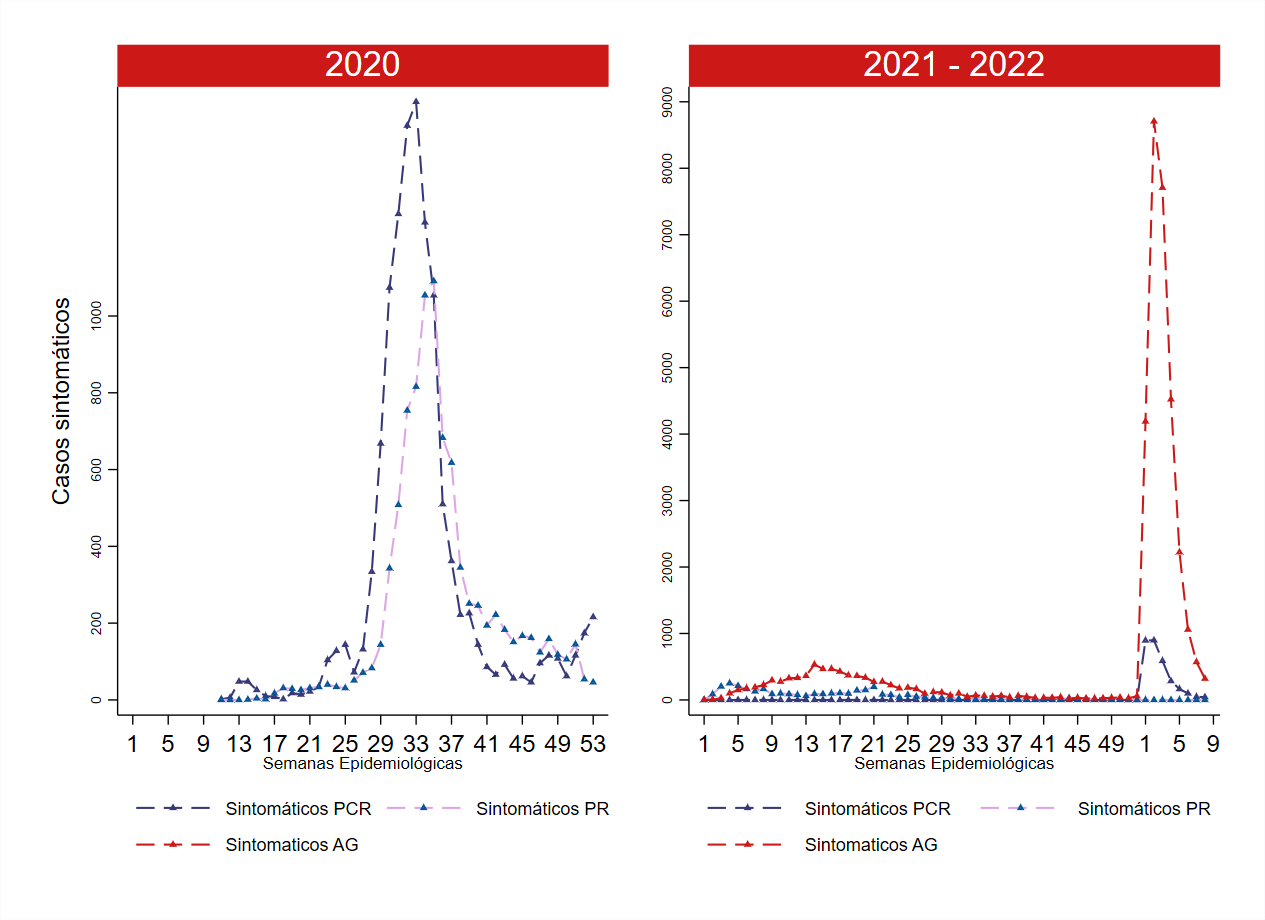 2020
2021 - 2022
Casos sintomáticos
1000
800
600
400
200
0
9000
8000
7000
6000
5000
4000
3000
2000
1000
0
1 5 9 13 17 21 25 29 33 37 41 45 49 53
1 5 9 13 17 21 25 29 33 37 41 45 49 1 5 9
Semanas Epidemiológicas
Semanas Epidemiológicas
Sintomáticos PCR Sintomáticos PR
Sintomaticos AG
Sintomáticos PCR Sintomáticos PR
Sintomaticos AG